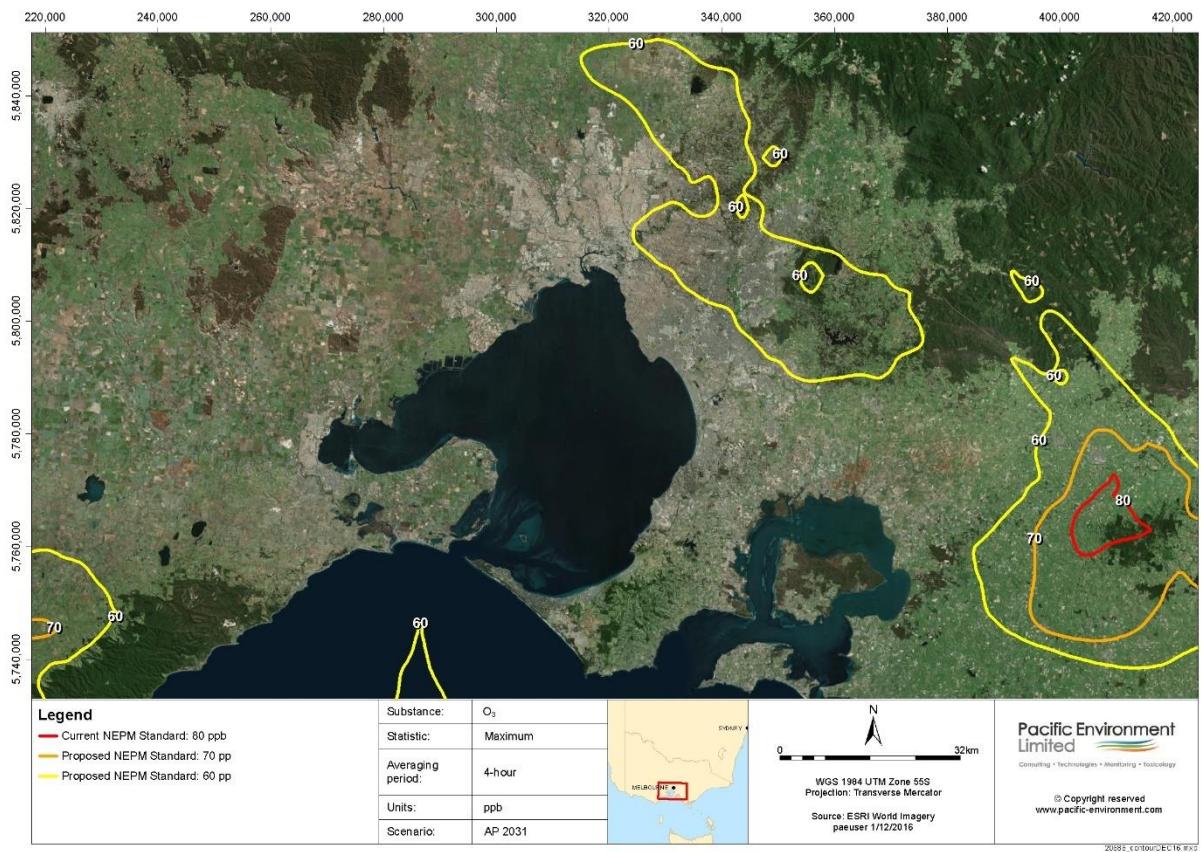 220,000 240,000 260,000 280,000 300,000 320,000 340,000 360,000 380,000 400,000 420,000
5,840,000
5,820,000
5,800,000
5,780,000
5,760,000
5,740,000
60
60
60
60
60
60
60
80
70
60
70
60
Legend
Current NEPM Standard: 80 ppb
Proposed NEPM Standard: 70 pp
Proposed NEPM Standard: 60 pp
Substance: O₃
Statistic: Maximum
Averaging period: 4-hour
Units: ppb
Scenario: AP 2031
SYDNEY
MELBOURNE
N
0 32km
WGS 1984 UTM Zone 55S
Projection: Transverse Mercator
Source: ESRI World Imagery
paeuser 1/12/2016
Pacific Environment
Limited
Consulting • Technologies • Monitoring • Toxicology
© Copyright reserved
www.pacific-environment.com